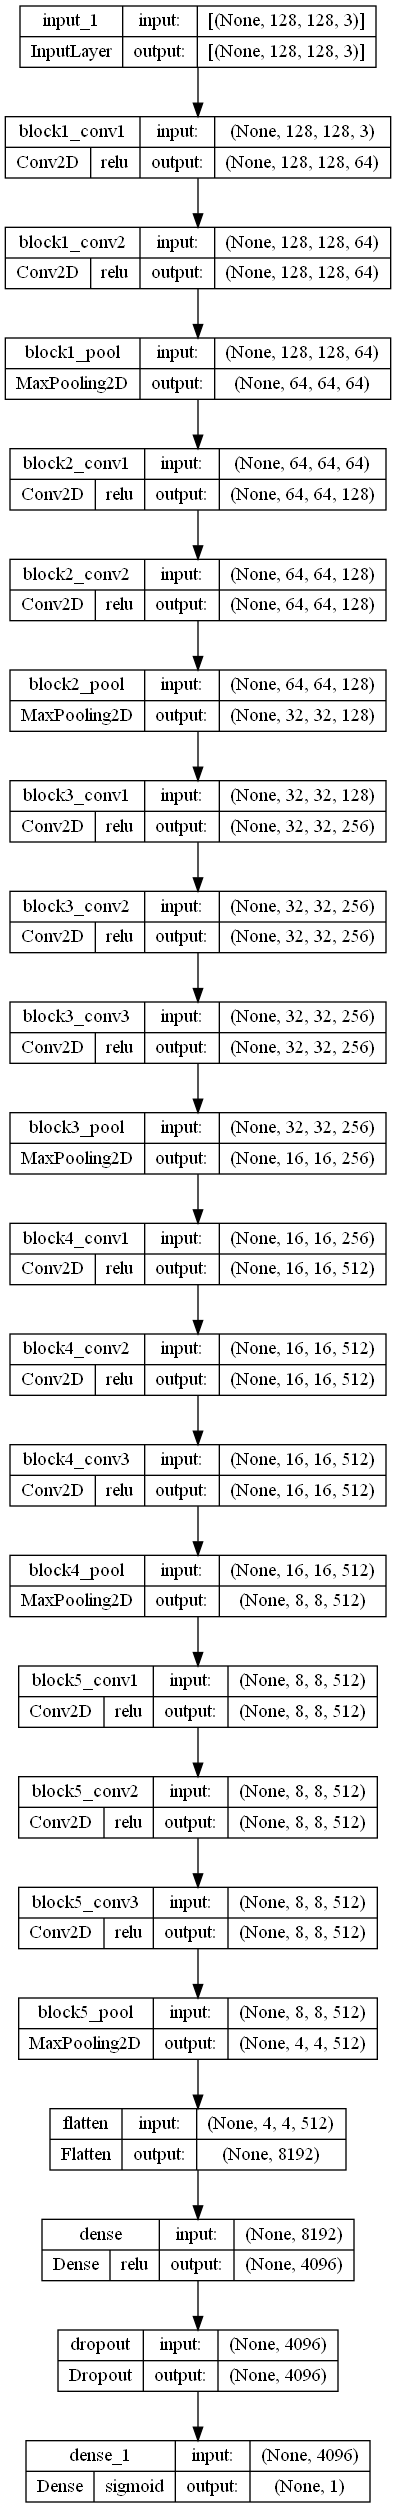 input_1 input: [(None, 128, 128, 3)]
InputLayer output: [(None, 128, 128, 3)]
block1_conv1 input: (None, 128, 128, 3)
Conv2D relu output: (None, 128, 128, 64)
block1_conv2 input: (None, 128, 128, 64)
Conv2D relu output: (None, 128, 128, 64)
block1_pool input: (None, 128, 128, 64)
MaxPooling2D output: (None, 64, 64, 64)
block2_conv1 input: (None, 64, 64, 64)
Conv2D relu output: (None, 64, 64, 128)
block2_conv2 input: (None, 64, 64, 128)
Conv2D relu output: (None, 64, 64, 128)
block2_pool input: (None, 64, 64, 128)
MaxPooling2D output: (None, 32, 32, 128)
block3_conv1 input: (None, 32, 32, 128)
Conv2D relu output: (None, 32, 32, 256)
block3_conv2 input: (None, 32, 32, 256)
Conv2D relu output: (None, 32, 32, 256)
block3_conv3 input: (None, 32, 32, 256)
Conv2D relu output: (None, 32, 32, 256)
block3_pool input: (None, 32, 32, 256)
MaxPooling2D output: (None, 16, 16, 256)
block4_conv1 input: (None, 16, 16, 256)
Conv2D relu output: (None, 16, 16, 512)
block4_conv2 input: (None, 16, 16, 512)
Conv2D relu output: (None, 16, 16, 512)
block4_conv3 input: (None, 16, 16, 512)
Conv2D relu output: (None, 16, 16, 512)
block4_pool input: (None, 16, 16, 512)
MaxPooling2D output: (None, 8, 8, 512)
block5_conv1 input: (None, 8, 8, 512)
Conv2D relu output: (None, 8, 8, 512)
block5_conv2 input: (None, 8, 8, 512)
Conv2D relu output: (None, 8, 8, 512)
block5_conv3 input: (None, 8, 8, 512)
Conv2D relu output: (None, 8, 8, 512)
block5_pool input: (None, 8, 8, 512)
MaxPooling2D output: (None, 4, 4, 512)
flatten input: (None, 4, 4, 512)
Flatten output: (None, 8192)
dense input: (None, 8192)
Dense relu output: (None, 4096)
dropout input: (None, 4096)
Dropout output: (None, 4096)
dense_1 input: (None, 4096)
Dense sigmoid output: (None, 1)